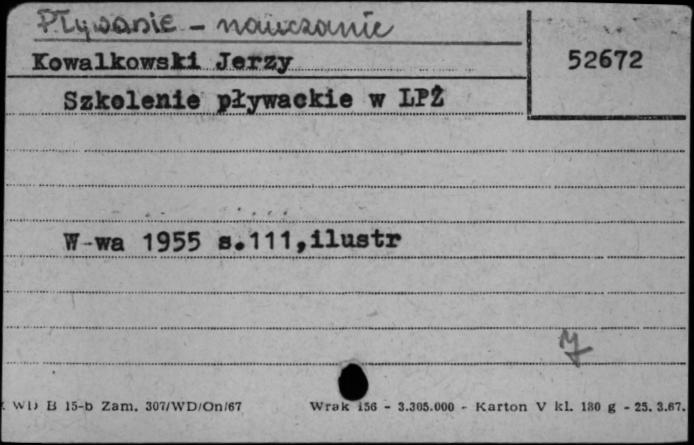 Pływanie - nauczanie
Kowalkowski Jerzy
52672
Szkolenie pływackie w LPŻ
W-wa 1955 s.111,ilustr
WD B 15-b Zam. 307/WD/On/67
Wrak 156 - 3.305.000 - Karton V kl. 180 g - 25. 3.67.